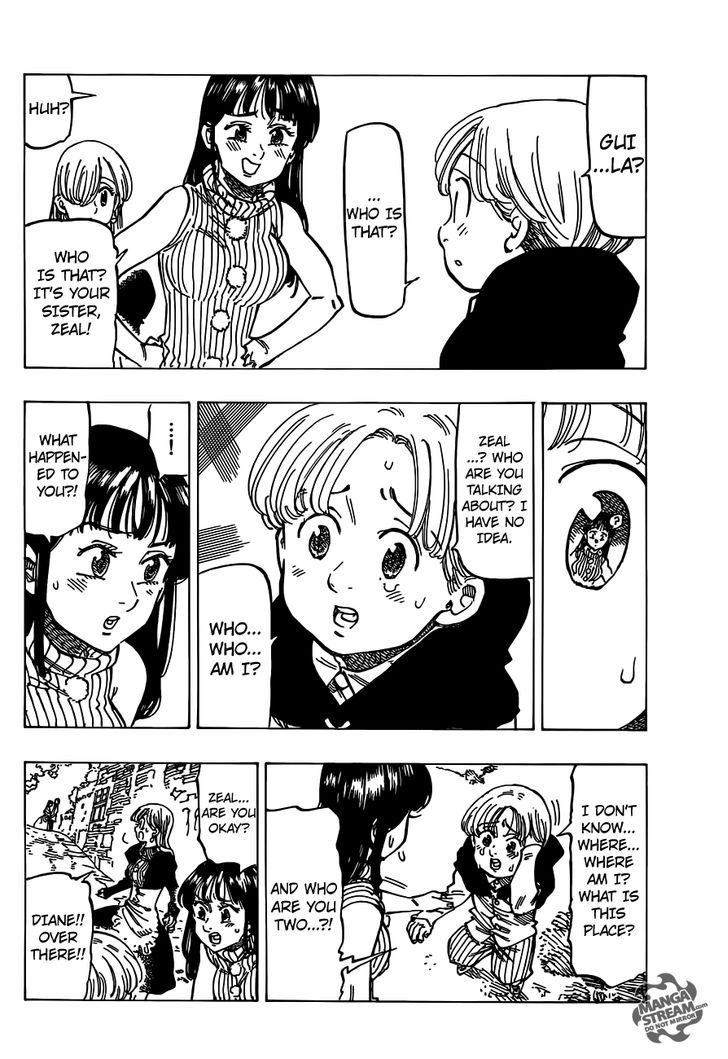 GUI
...LA?
...
WHO IS
THAT?
HUH?
WHO
IS THAT?
IT'S YOUR
SISTER,
ZEAL!
?
ZEAL
...? WHO
ARE YOU
TALKING
ABOUT? I
HAVE NO
IDEA.
WHO...
WHO...
AM I?
...!
WHAT
HAPPEN-
ED TO
YOU?!
I DON'T
KNOW...
WHERE...
WHERE
AM I?
WHAT IS
THIS
PLACE?
AND WHO
ARE YOU
TWO...?!
ZEAL...
ARE YOU
OKAY?
DIANE!!
OVER
THERE!!
MANGA
STREAM.com
DO NOT MIRROR